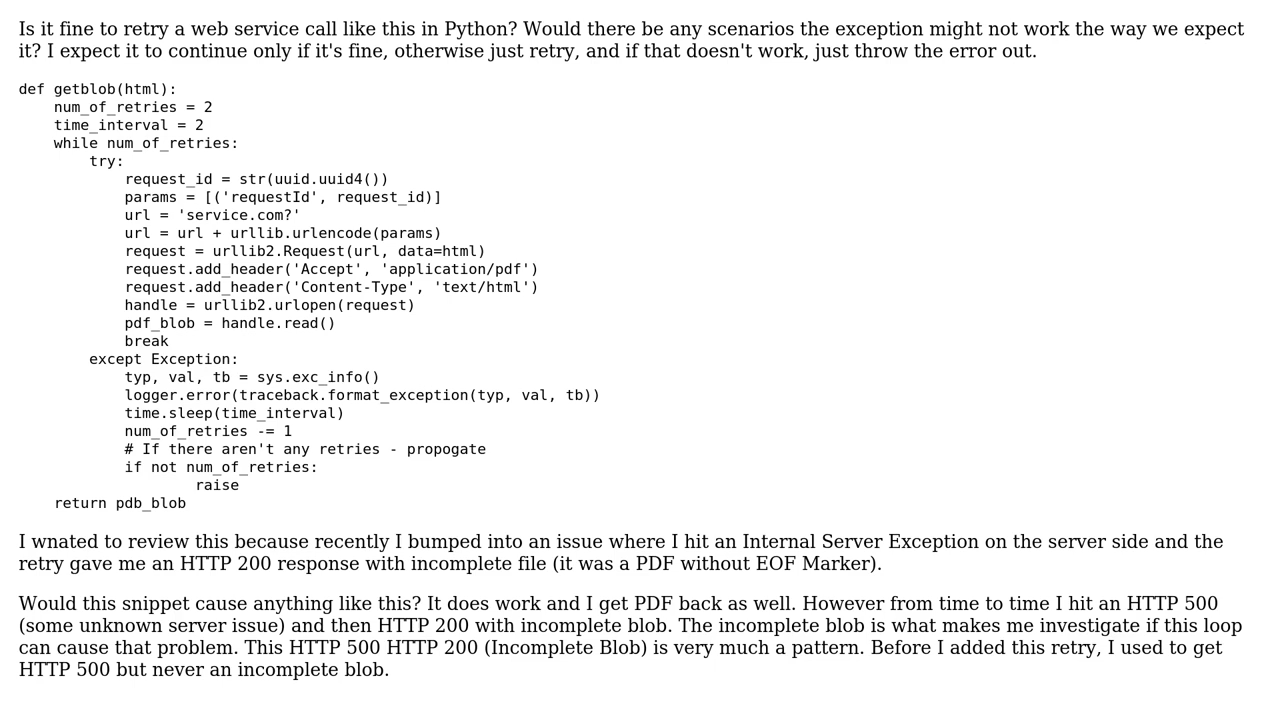 Is it fine to retry a web service call like this in Python? Would there be any scenarios the exception might not work the way we expect
it? I expect it to continue only if it's fine, otherwise just retry, and if that doesn't work, just throw the error out.
def getblob(html):
    num_of_retries = 2
    time_interval = 2
    while num_of_retries:
        try:
            request_id = str(uuid.uuid4())
            params = [('requestId', request_id)]
            url = 'service.com?'
            url = url + urllib.urlencode(params)
            request = urllib2.Request(url, data=html)
            request.add_header('Accept', 'application/pdf')
            request.add_header('Content-Type', 'text/html')
            handle = urllib2.urlopen(request)
            pdf_blob = handle.read()
            break
        except Exception:
            typ, val, tb = sys.exc_info()
            logger.error(traceback.format_exception(typ, val, tb))
            time.sleep(time_interval)
            num_of_retries -= 1
            # If there aren't any retries - propogate
            if not num_of_retries:
                    raise
    return pdb_blob
I wnated to review this because recently I bumped into an issue where I hit an Internal Server Exception on the server side and the
retry gave me an HTTP 200 response with incomplete file (it was a PDF without EOF Marker).
Would this snippet cause anything like this? It does work and I get PDF back as well. However from time to time I hit an HTTP 500
(some unknown server issue) and then HTTP 200 with incomplete blob. The incomplete blob is what makes me investigate if this loop
can cause that problem. This HTTP 500 HTTP 200 (Incomplete Blob) is very much a pattern. Before I added this retry, I used to get
HTTP 500 but never an incomplete blob.